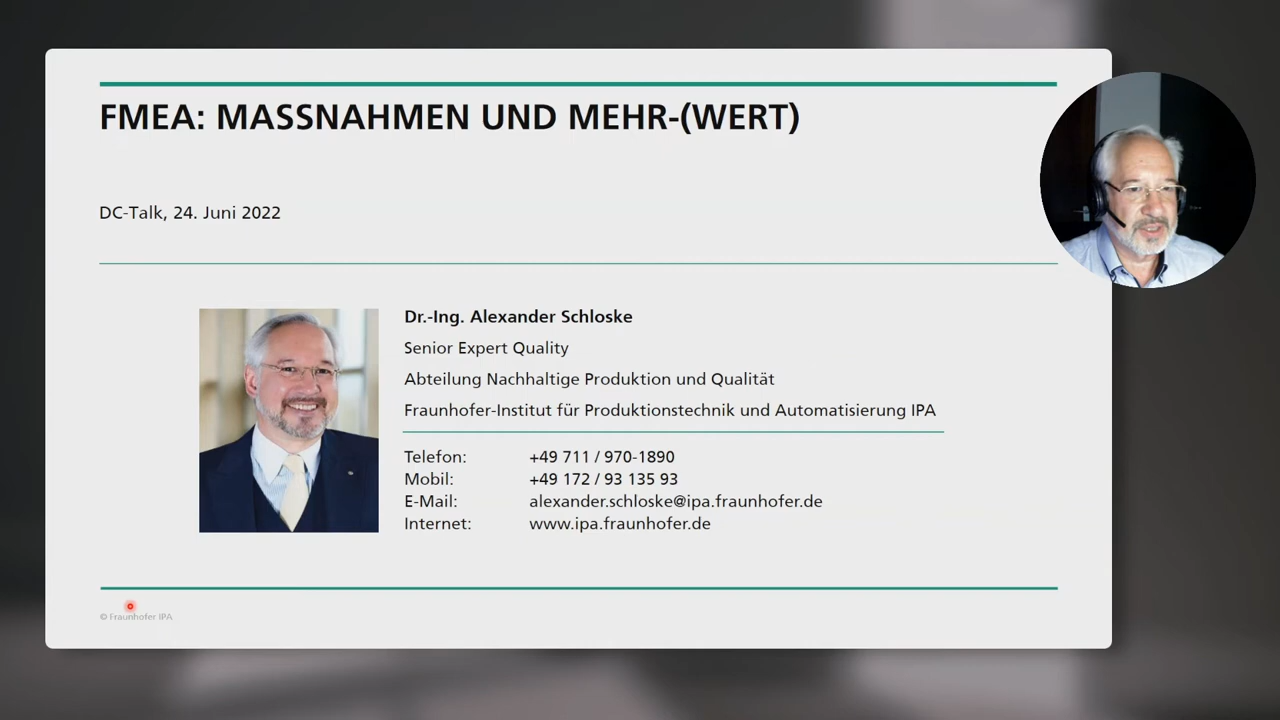 FMEA: MASSNAHMEN UND MEHR-(WERT)
DC-Talk, 24. Juni 2022
Dr.-Ing. Alexander Schloske
Senior Expert Quality
Abteilung Nachhaltige Produktion und Qualität
Fraunhofer-Institut für Produktionstechnik und Automatisierung IPA
Telefon: +49 711 / 970-1890
Mobil: +49 172 / 93 135 93
E-Mail: alexander.schloske@ipa.fraunhofer.de
Internet: www.ipa.fraunhofer.de
© Fraunhofer IPA